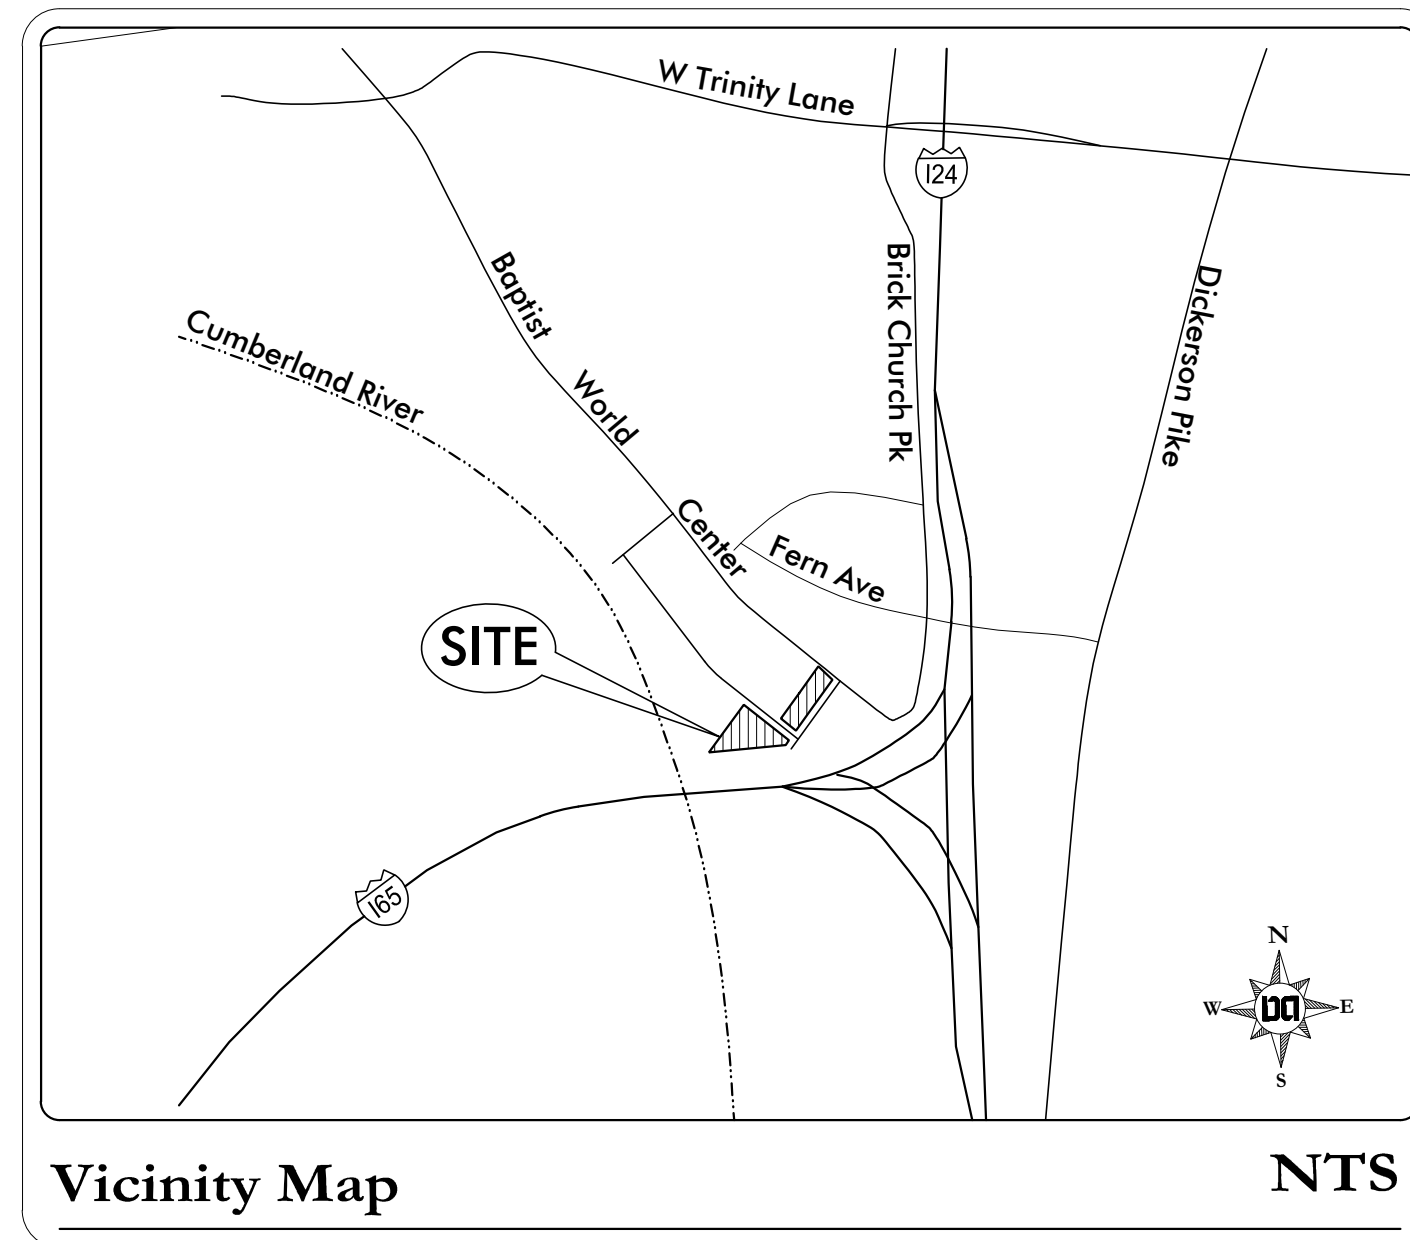 W Trinity Lane
I24
Baptist World Center
Brick Church Pk
Dickerson Pike
Cumberland River
Fern Ave
SITE
I65
N
W
E
S
Vicinity Map
NTS